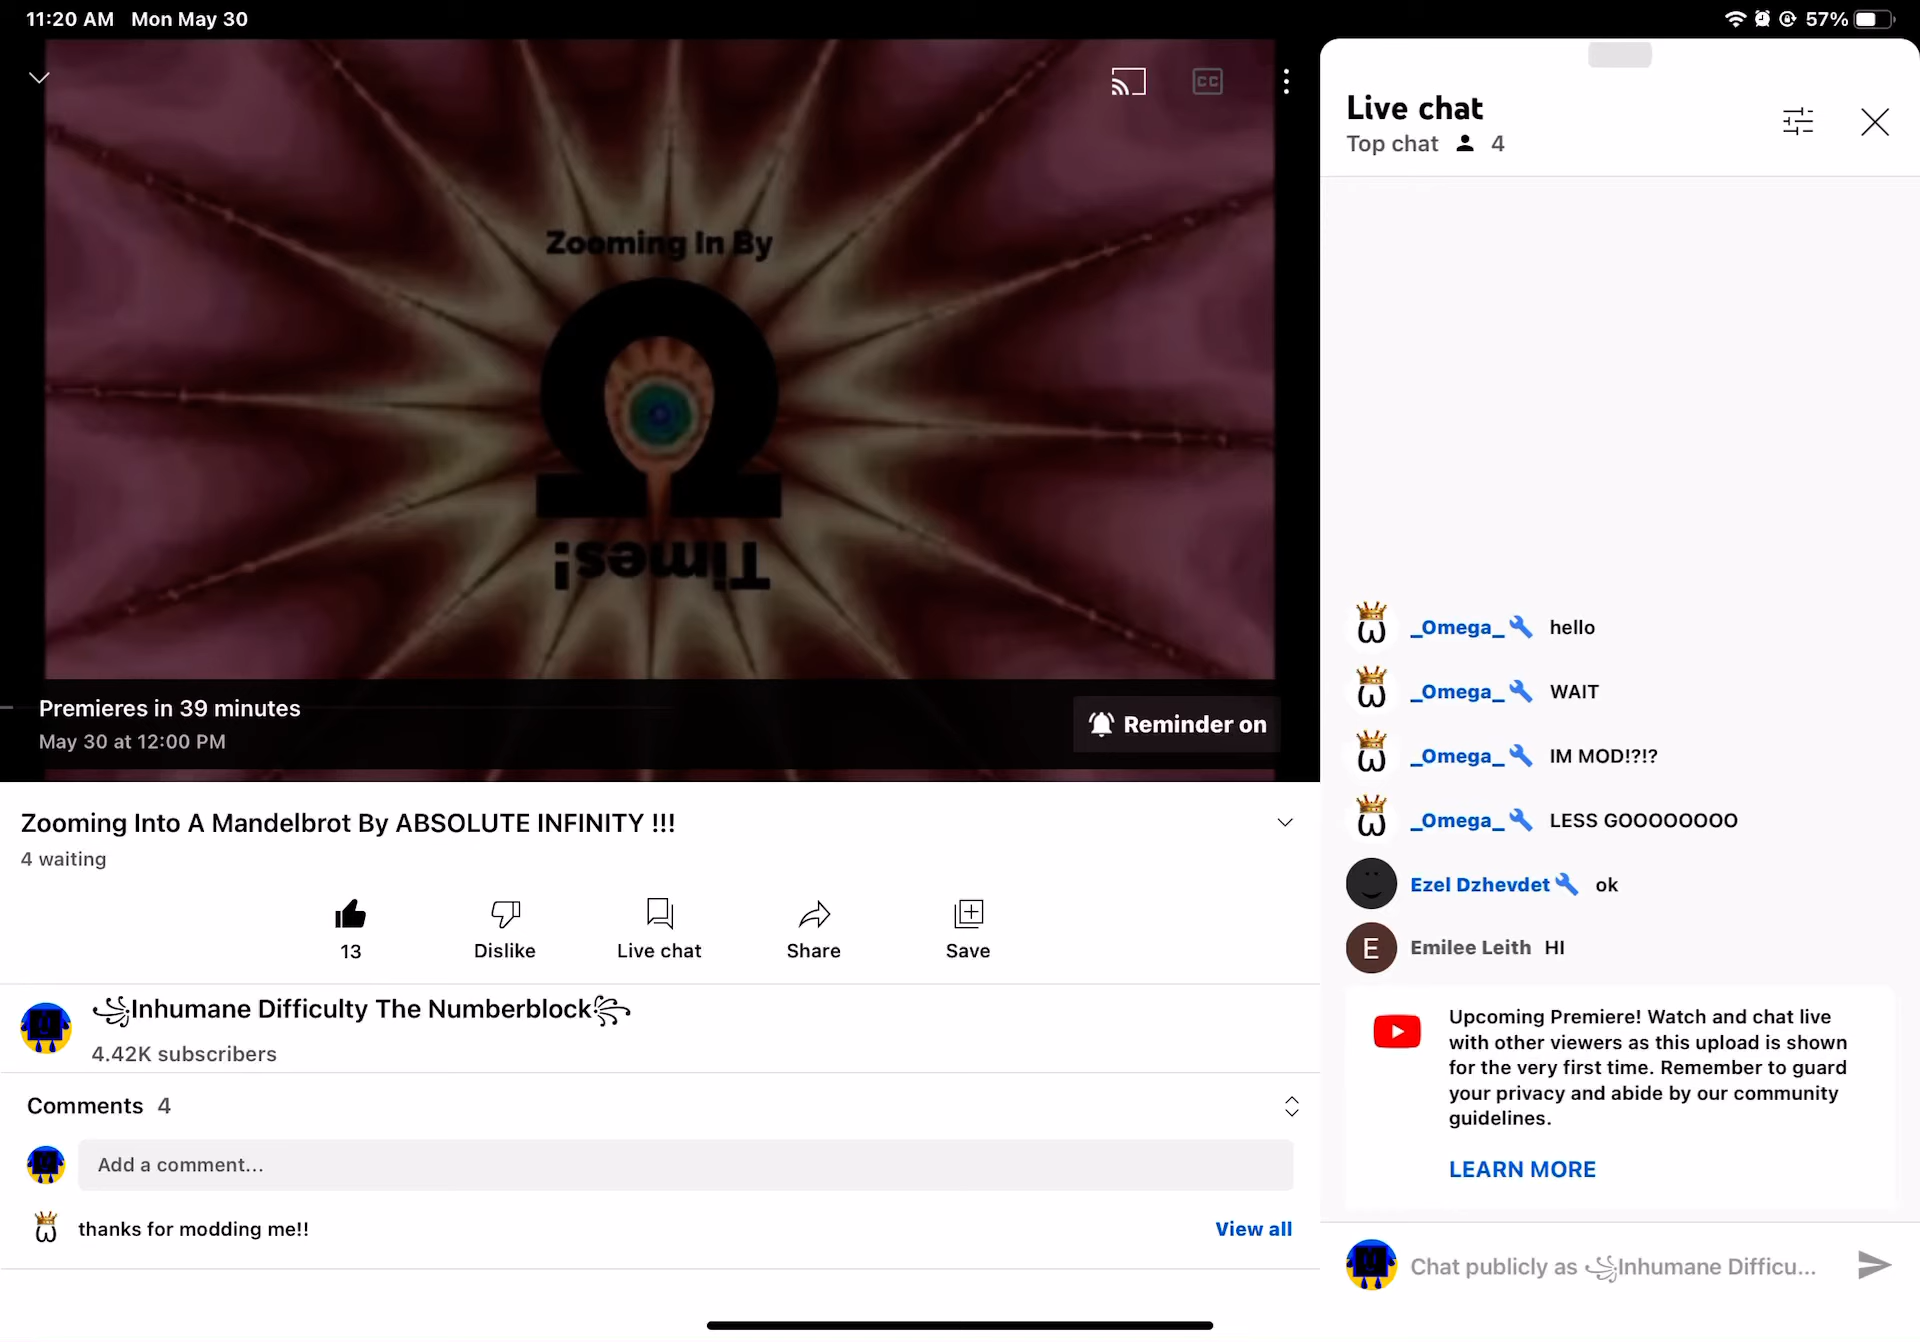 11:20 AM Mon May 30
57%
CC
Zooming In By
Ω
Times!
Premieres in 39 minutes
May 30 at 12:00 PM
Reminder on
Zooming Into A Mandelbrot By ABSOLUTE INFINITY !!!
4 waiting
13
Dislike
Live chat
Share
Save
꧁Inhumane Difficulty The Numberblock꧂
4.42K subscribers
Comments 4
Add a comment...
thanks for modding me!!
View all
Live chat
Top chat 4
_Omega_ hello
_Omega_ WAIT
_Omega_ IM MOD!?!?
_Omega_ LESS GOOOOOOOO
Ezel Dzhevdet ok
E Emilee Leith HI
Upcoming Premiere! Watch and chat live
with other viewers as this upload is shown
for the very first time. Remember to guard
your privacy and abide by our community
guidelines.
LEARN MORE
Chat publicly as ꧁Inhumane Difficu...